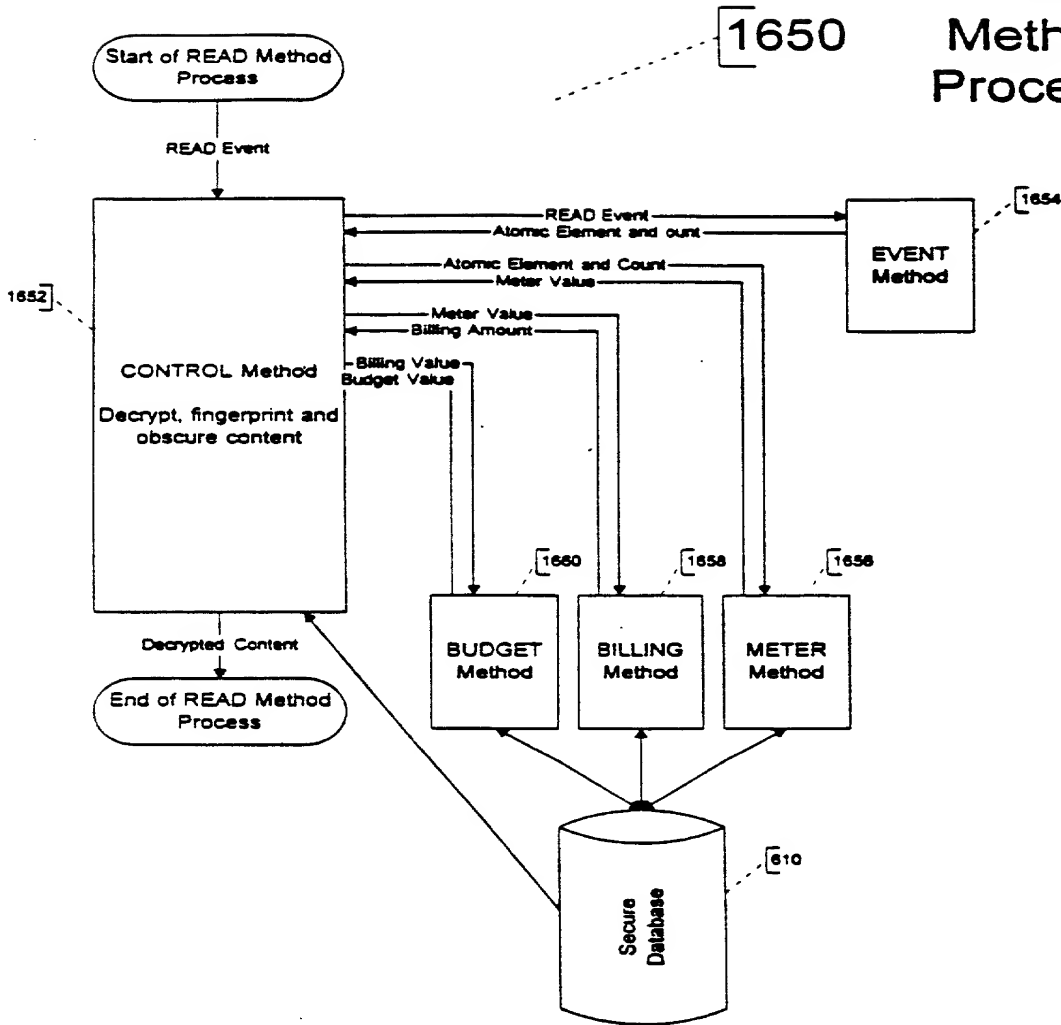 1650 Meth
Proce
Start of READ Method
Process
READ Event
READ Event
Atomic Element and ount
1654
EVENT
Method
Atomic Element and Count
Meter Value
1652
Meter Value
Billing Amount
Billing Value
Budget Value
CONTROL Method
Decrypt, fingerprint and
obscure content
1660
1658
1656
BUDGET
Method
BILLING
Method
METER
Method
Decrypted Content
End of READ Method
Process
610
Secure
Database